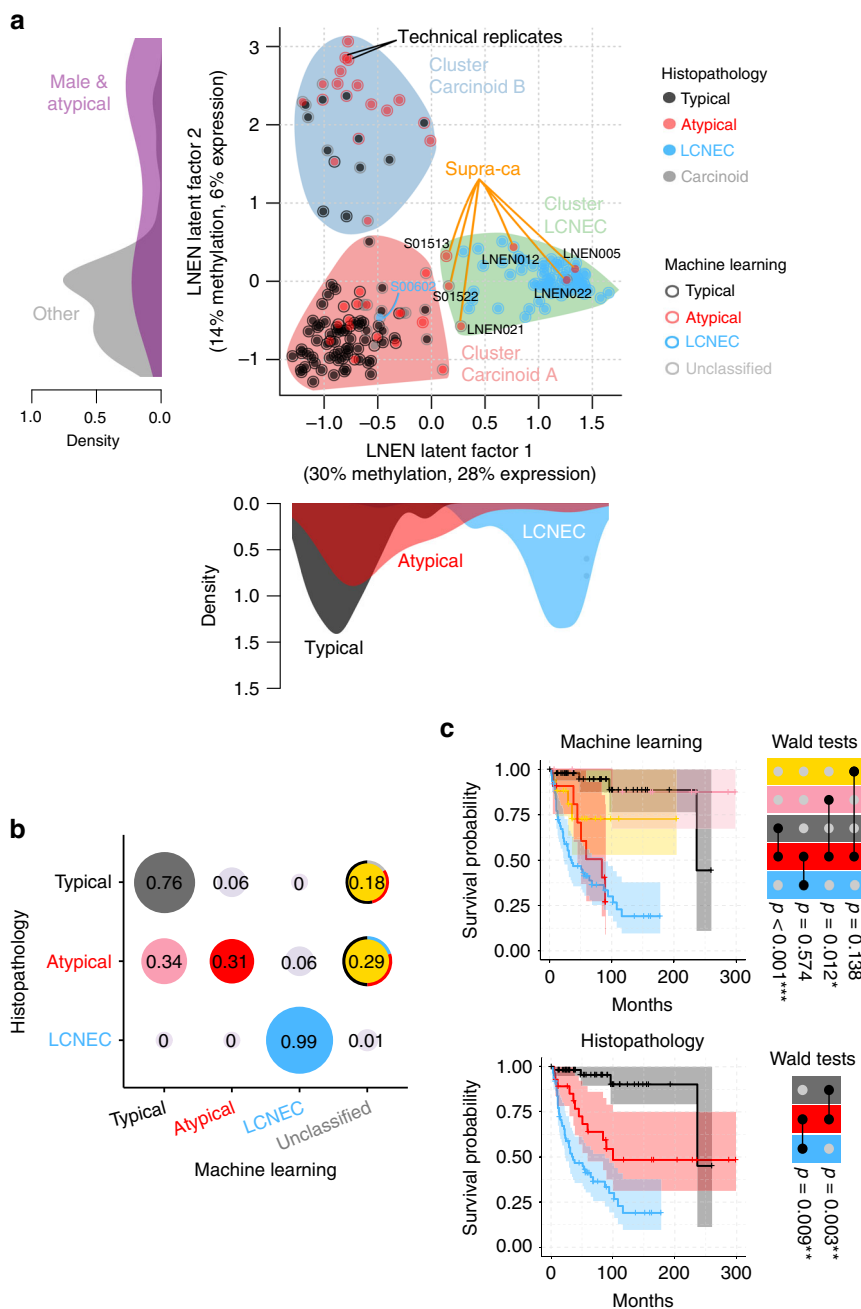 a
Male &
atypical
Other
1.0
0.5
0.0
Density
LNEN latent factor 2
(14% methylation, 6% expression)
3
2
1
0
−1
Technical replicates
Cluster
Carcinoid B
Supra-ca
Cluster
LCNEC
S01513
LNEN005
LNEN012
S00602
S01522
LNEN022
LNEN021
Cluster
Carcinoid A
−1.0
−0.5
0.0
0.5
1.0
1.5
LNEN latent factor 1
(30% methylation, 28% expression)
Histopathology
Typical
Atypical
LCNEC
Carcinoid
Machine learning
Typical
Atypical
LCNEC
Unclassified
0.0
0.5
1.0
1.5
Density
LCNEC
Atypical
Typical
b
Histopathology
Typical
0.76
0.06
0
0.18
Atypical
0.34
0.31
0.06
0.29
LCNEC
0
0
0.99
0.01
Typical
Atypical
LCNEC
Unclassified
Machine learning
c
Machine learning
Survival probability
1.00
0.75
0.50
0.25
0.00
0
100
200
300
Months
Wald tests
p < 0.001***
p = 0.574
p = 0.012*
p = 0.138
Histopathology
Survival probability
1.00
0.75
0.50
0.25
0.00
0
100
200
300
Months
Wald tests
p = 0.009**
p = 0.003**